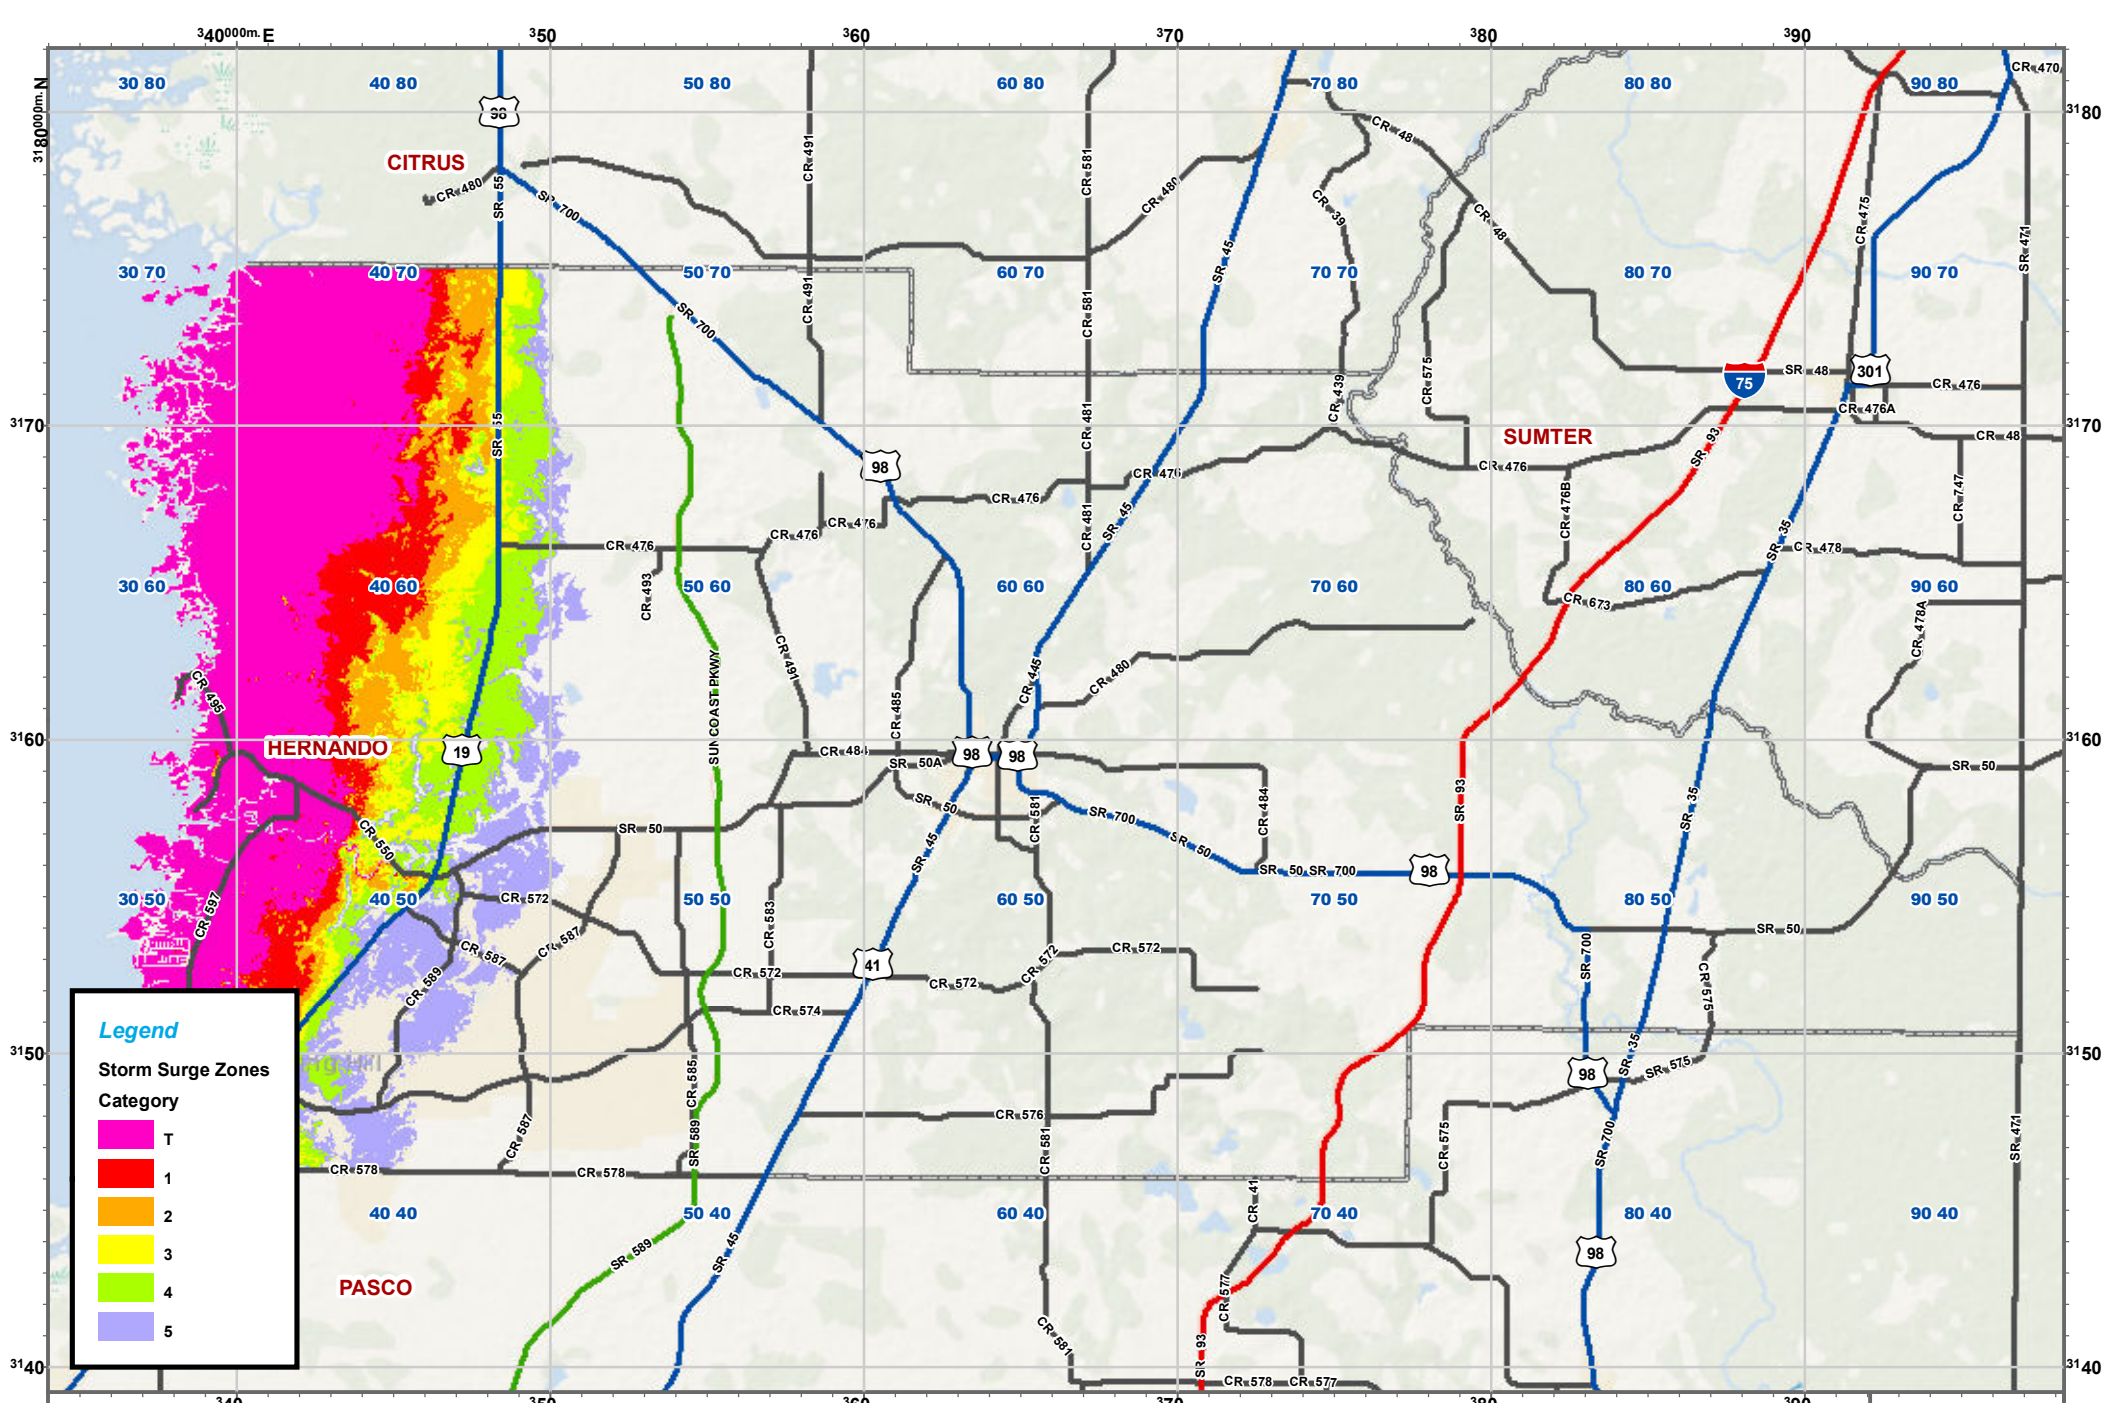 340000m. E 350 360 370 380 390
3180000m. N
30 80 40 80 50 80 60 80 70 80 80 80 90 80
CR 470
98
3180
CR 48
CITRUS
CR 480
SR 55
SR 700
CR 491
CR 581
CR 480
CR 39
CR 48
CR 475
SR 471
SR 45
30 70 40 70 50 70 60 70 70 70 80 70 90 70
SR 700
CR 491
CR 581
CR 439
CR 575
75
SR 48
301
CR 476
CR 476A
3170
SR 55
CR 481
SUMTER
SR 93
CR 48
3170
98
CR 476
CR 476
CR 476
CR 476B
CR 747
CR 476
CR 476
CR 476
CR 481
SR 45
SR 35
CR 478
30 60 40 60 50 60 60 60 70 60 80 60 90 60
CR 493
CR 673
CR 478A
CR 491
SUNCOAST PKWY
CR 445
CR 480
CR 495
CR 485
3160
HERNANDO
19
CR 484
98
98
SR 50A
3160
SR 50
SR 50
CR 581
SR 700
CR 484
SR 93
SR 35
CR 550
SR 50
SR 45
SR 50
SR 50 SR 700
98
30 50 40 50 50 50 60 50 70 50 80 50 90 50
CR 597
CR 572
CR 583
CR 587
CR 587
CR 572
CR 572
SR 50
CR 589
CR 572
41
CR 572
SR 700
CR 575
CR 574
3150
3150
SR 35
98
SR 575
CR 585
CR 576
CR 587
SR 589
CR 581
CR 575
SR 700
SR 471
CR 578
CR 578
CR 41
40 40 50 40 60 40 70 40 80 40 90 40
SR 589
SR 45
98
PASCO
CR 577
CR 581
SR 93
3140
3140
CR 578 CR 577
Legend
Storm Surge Zones
Category
T
1
2
3
4
5
340 350 360 370 380 390